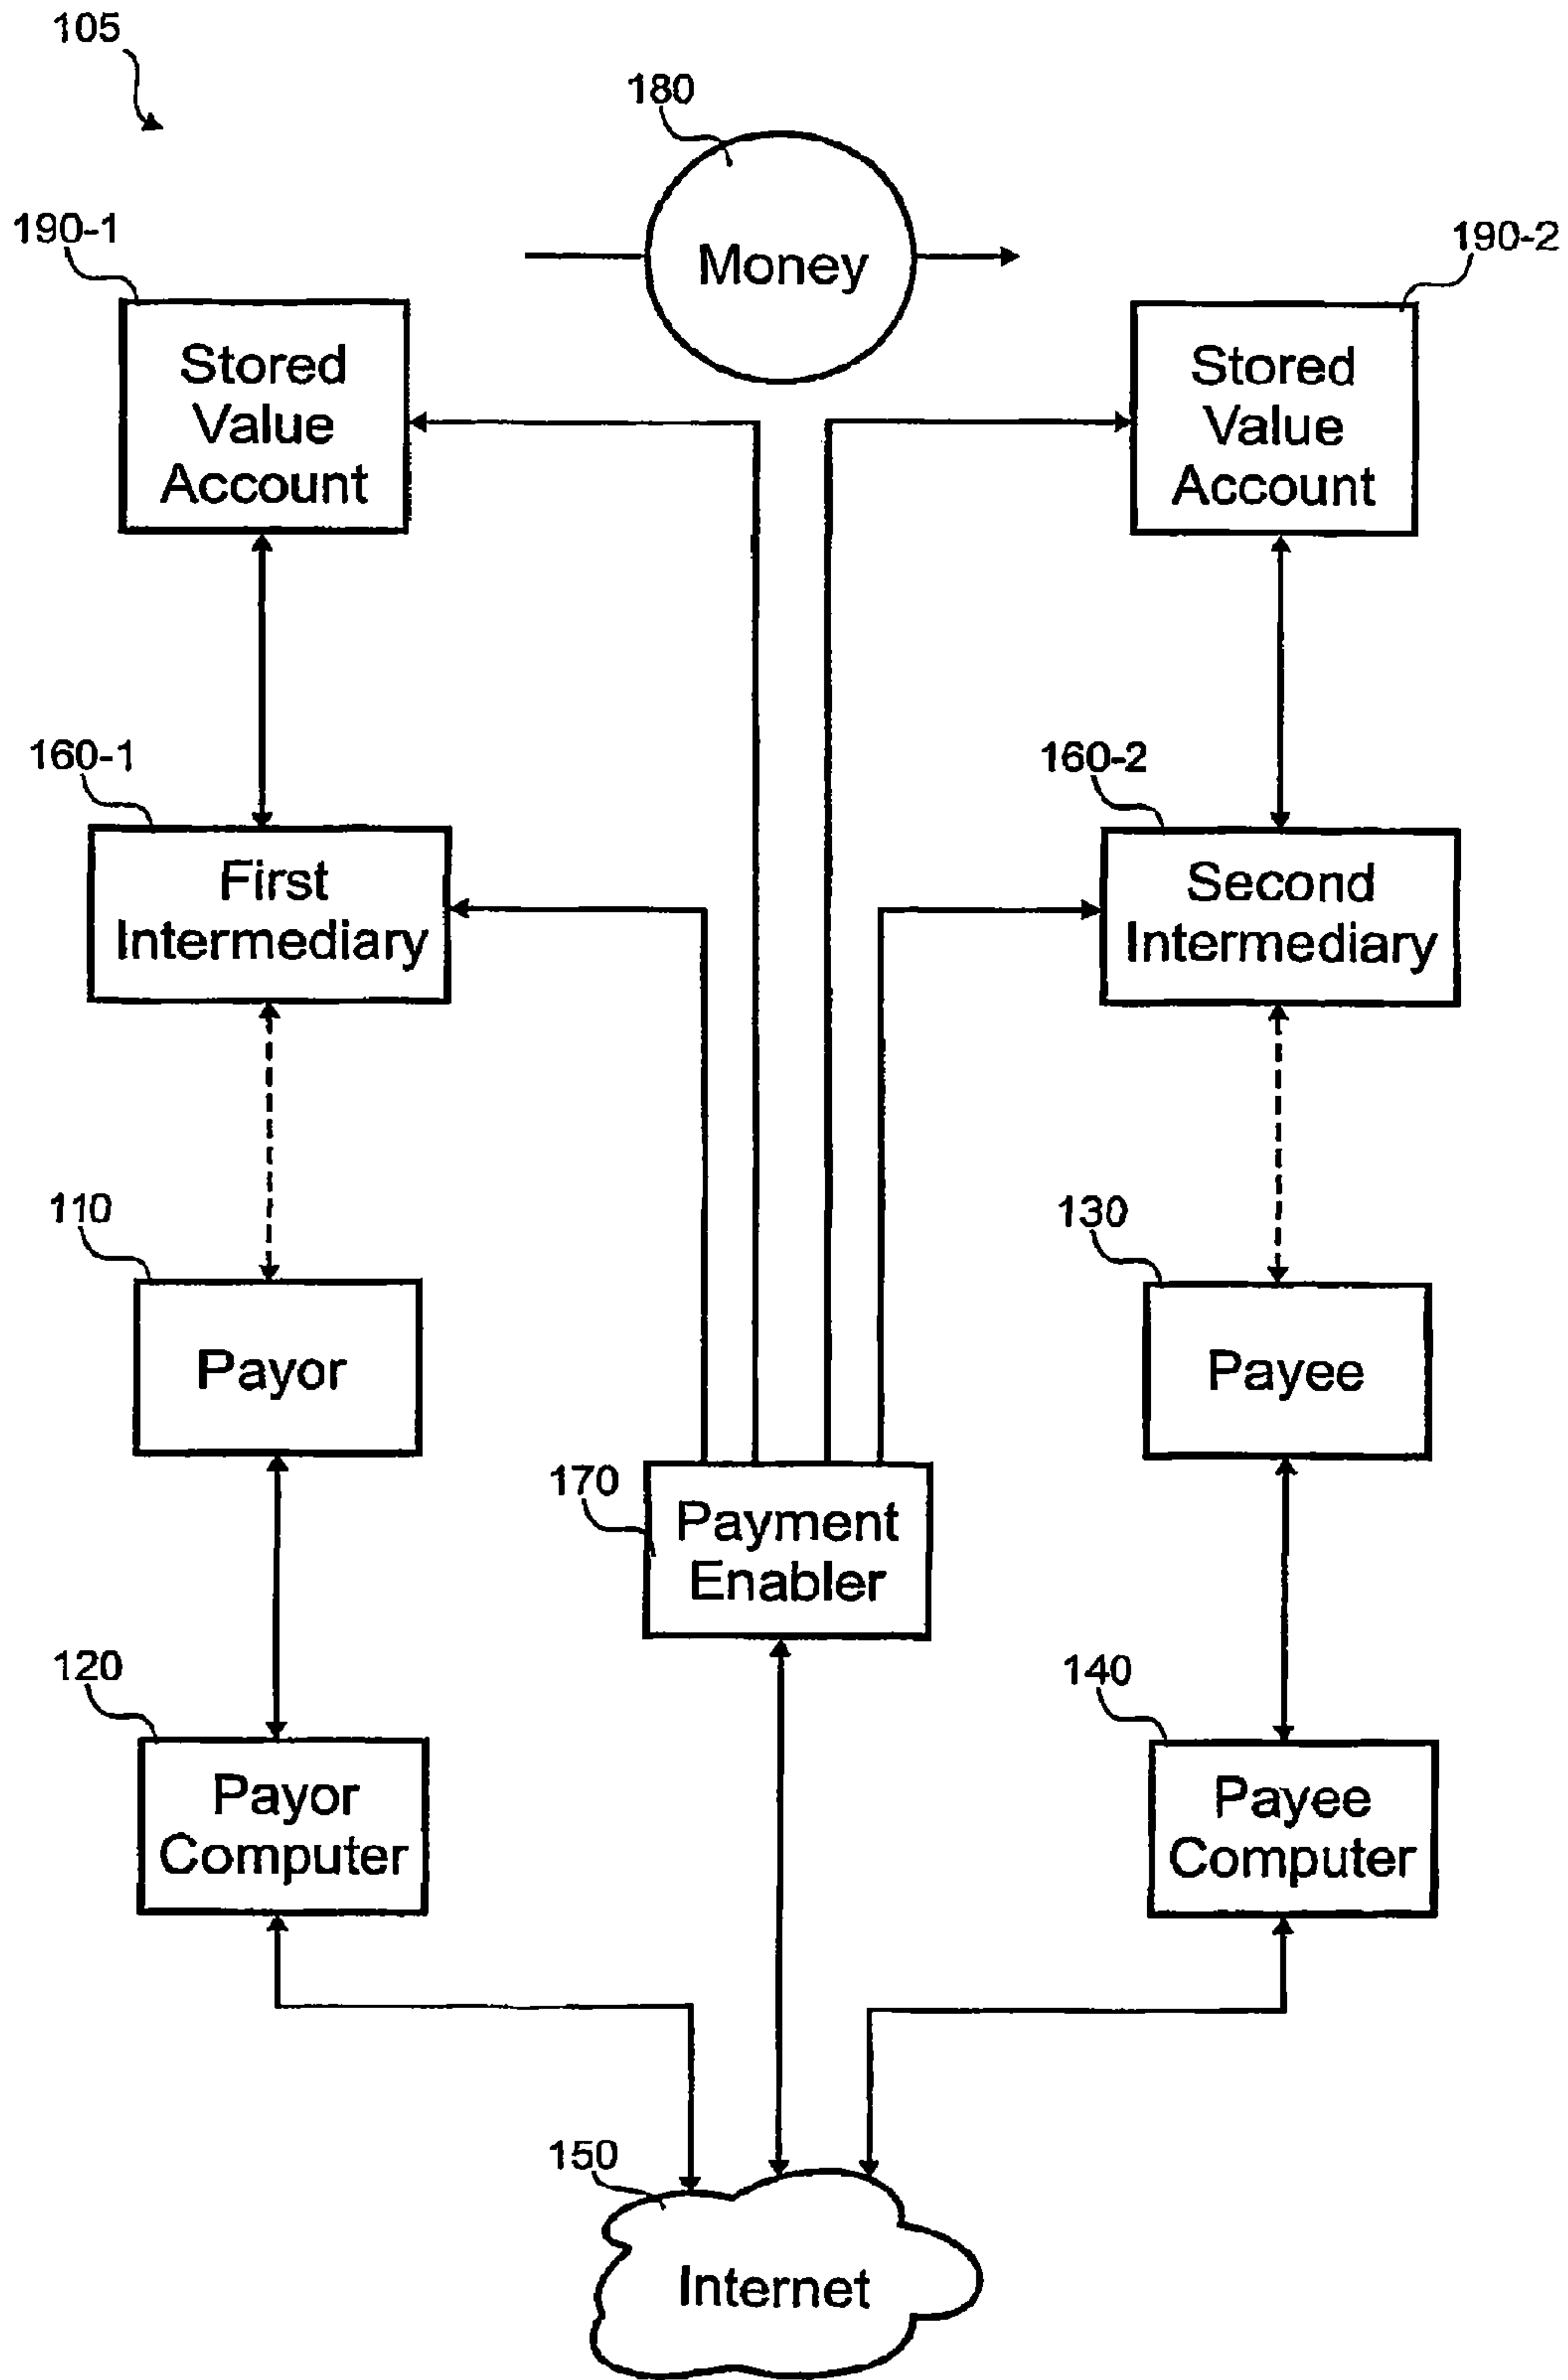 105
180
Money
190-1
190-2
Stored
Value
Account
Stored
Value
Account
160-1
160-2
First
Intermediary
Second
Intermediary
110
130
Payor
Payee
170
Payment
Enabler
120
140
Payor
Computer
Payee
Computer
150
Internet